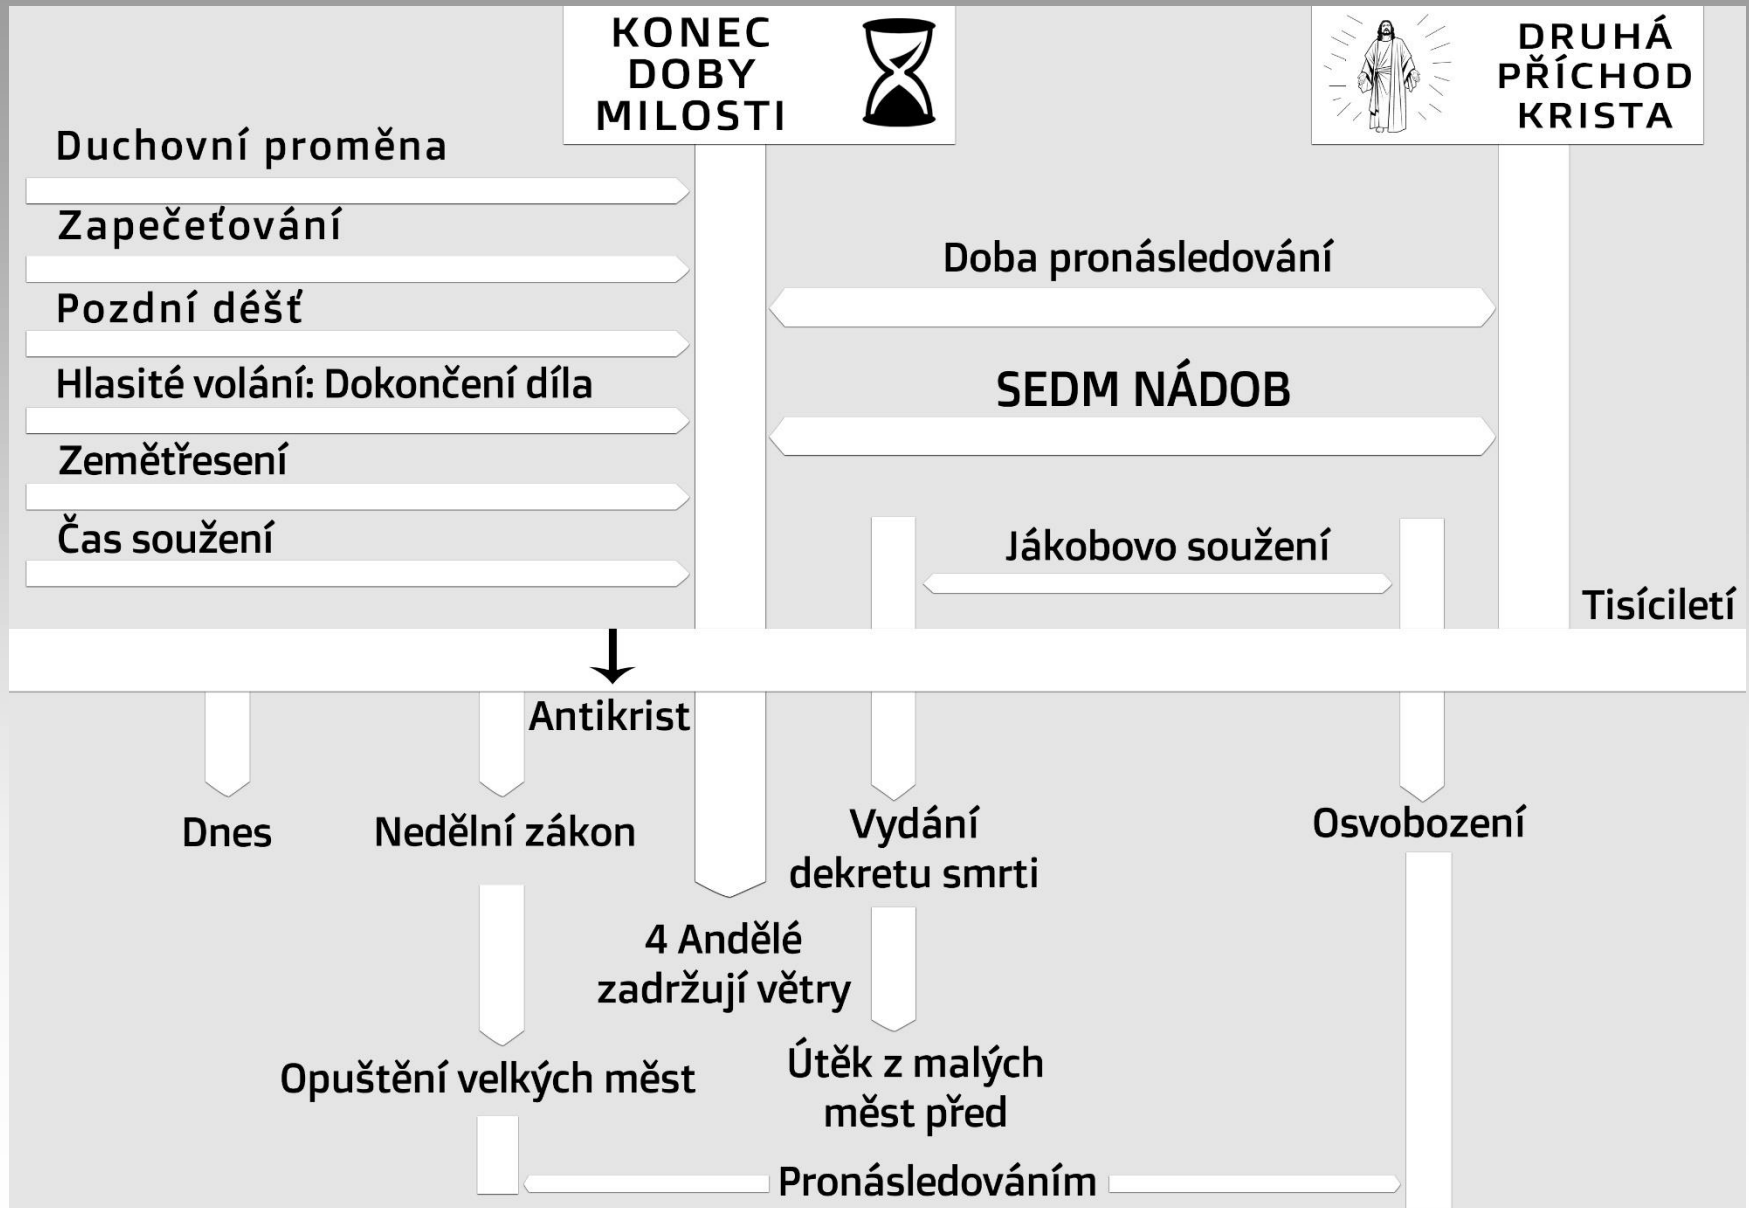 KONEC
DOBY
MILOSTI
DRUHÁ
PŘÍCHOD
KRISTA
Duchovní proměna
Zapečeťování
Pozdní déšť
Hlasité volání: Dokončení díla
Zemětřesení
Čas soužení
Doba pronásledování
SEDM NÁDOB
Jákobovo soužení
Tisíciletí
Antikrist
Dnes
Nedělní zákon
Vydání
dekretu smrti
Osvobození
4 Andělé
zadržují větry
Opuštění velkých měst
Útěk z malých
měst před
Pronásledováním